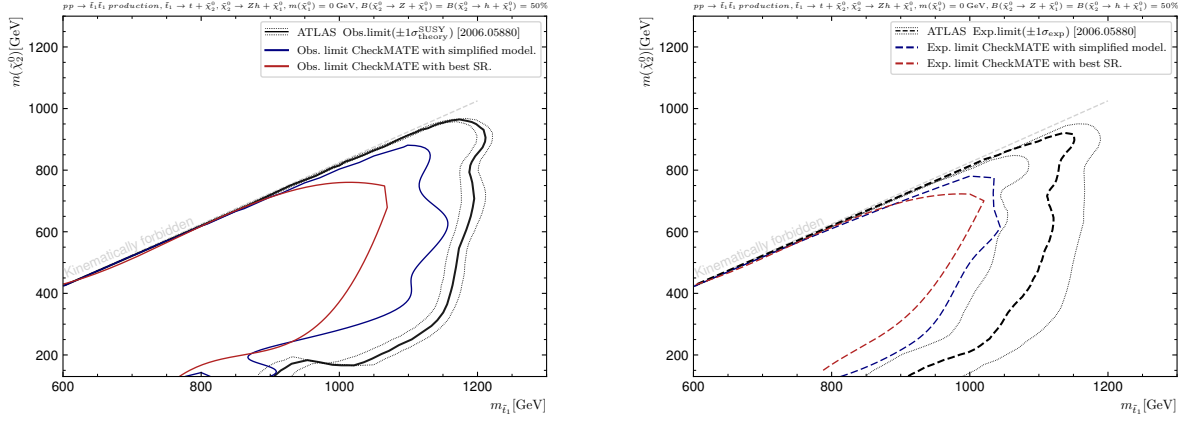 pp → t̃₁t̃₁ production, t̃₁ → t + χ̃₂⁰, χ̃₂⁰ → Zh + χ̃₁⁰, m(χ̃₁⁰) = 0 GeV, B(χ̃₂⁰ → Z + χ̃₁⁰) = B(χ̃₂⁰ → h + χ̃₁⁰) = 50%
ATLAS Obs.limit(±1σ^SUSY_theory) [2006.05880]
Obs. limit CheckMATE with simplified model.
Obs. limit CheckMATE with best SR.
m(χ̃₂⁰)[GeV]
1200
1000
800
600
400
200
Kinematically forbidden
600
800
1000
1200
m_t̃₁[GeV]
pp → t̃₁t̃₁ production, t̃₁ → t + χ̃₂⁰, χ̃₂⁰ → Zh + χ̃₁⁰, m(χ̃₁⁰) = 0 GeV, B(χ̃₂⁰ → Z + χ̃₁⁰) = B(χ̃₂⁰ → h + χ̃₁⁰) = 50%
ATLAS Exp.limit(±1σ_exp) [2006.05880]
Exp. limit CheckMATE with simplified model.
Exp. limit CheckMATE with best SR.
m(χ̃₂⁰)[GeV]
1200
1000
800
600
400
200
Kinematically forbidden
600
800
1000
1200
m_t̃₁[GeV]